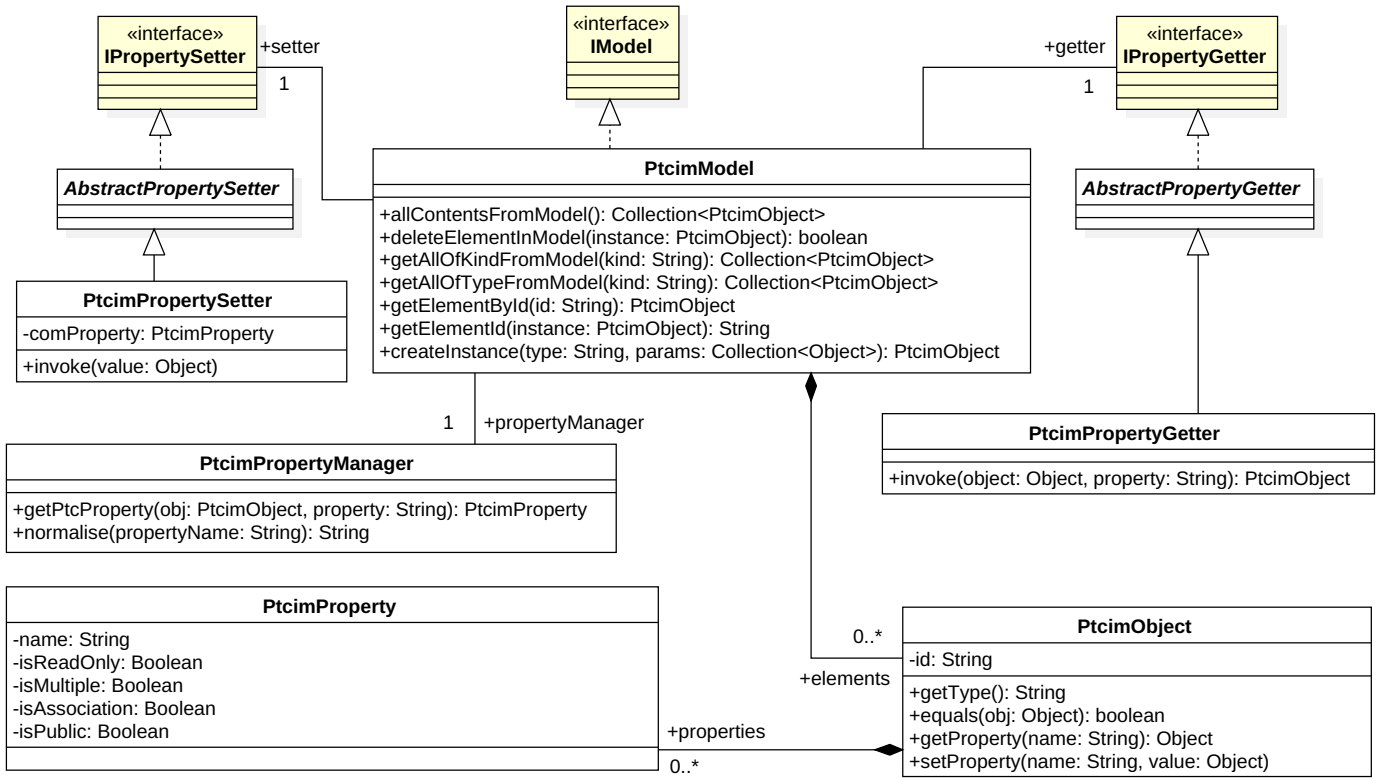 «interface»
IPropertySetter
+setter
1
«interface»
IModel
+getter
1
«interface»
IPropertyGetter
AbstractPropertySetter
PtcimPropertySetter
-comProperty: PtcimProperty
+invoke(value: Object)
PtcimModel
+allContentsFromModel(): Collection<PtcimObject>
+deleteElementInModel(instance: PtcimObject): boolean
+getAllOfKindFromModel(kind: String): Collection<PtcimObject>
+getAllOfTypeFromModel(kind: String): Collection<PtcimObject>
+getElementById(id: String): PtcimObject
+getElementId(instance: PtcimObject): String
+createInstance(type: String, params: Collection<Object>): PtcimObject
AbstractPropertyGetter
PtcimPropertyGetter
+invoke(object: Object, property: String): PtcimObject
1
+propertyManager
PtcimPropertyManager
+getPtcProperty(obj: PtcimObject, property: String): PtcimProperty
+normalise(propertyName: String): String
PtcimProperty
-name: String
-isReadOnly: Boolean
-isMultiple: Boolean
-isAssociation: Boolean
-isPublic: Boolean
+properties
0..*
0..*
+elements
PtcimObject
-id: String
+getType(): String
+equals(obj: Object): boolean
+getProperty(name: String): Object
+setProperty(name: String, value: Object)